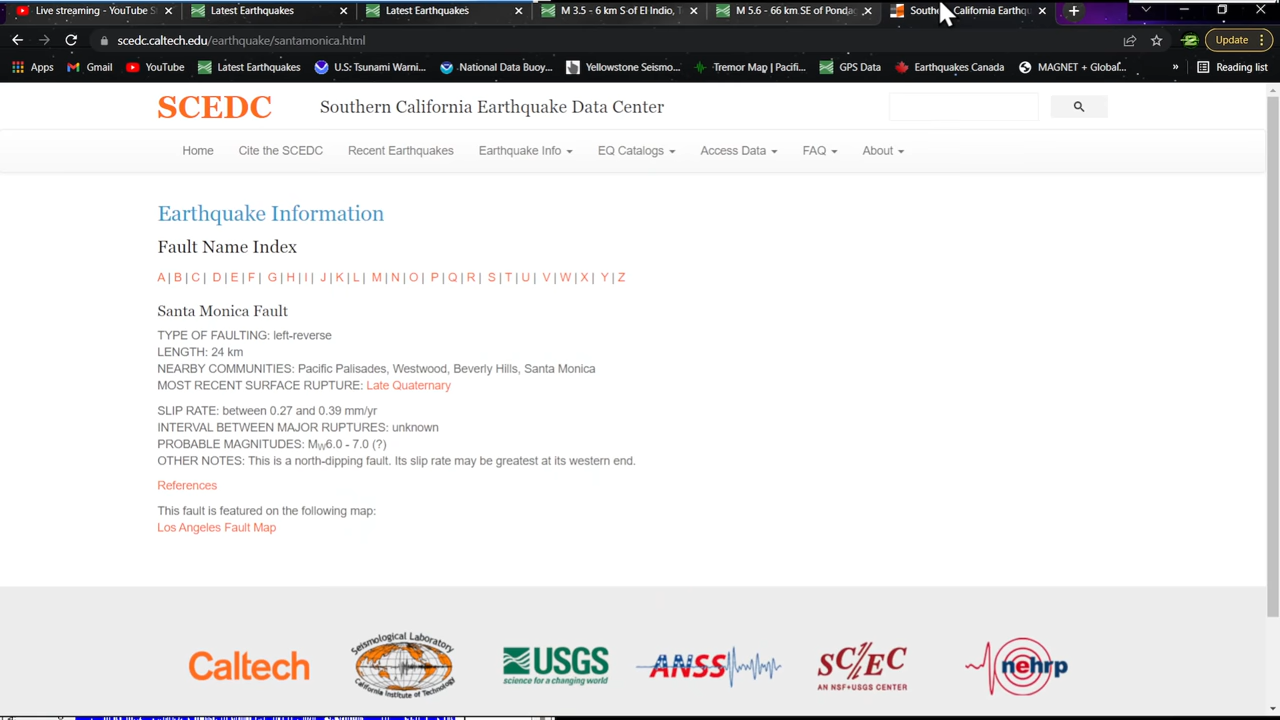 Live streaming - YouTube S
Latest Earthquakes
Latest Earthquakes
M 3.5 - 6 km S of El Indio, T
M 5.6 - 66 km SE of Pondag
South
California Earthqu
scedc.caltech.edu/earthquake/santamonica.html
Update
Apps
Gmail
YouTube
Latest Earthquakes
U.S: Tsunami Warni...
National Data Buoy...
Yellowstone Seismo...
Tremor Map | Pacifi...
GPS Data
Earthquakes Canada
MAGNET + Global...
»
Reading list
SCEDC
Southern California Earthquake Data Center
Home
Cite the SCEDC
Recent Earthquakes
Earthquake Info
EQ Catalogs
Access Data
FAQ
About
Earthquake Information
Fault Name Index
A | B | C | D | E | F | G | H | I | J | K | L | M | N | O | P | Q | R | S | T | U | V | W | X | Y | Z
Santa Monica Fault
TYPE OF FAULTING: left-reverse
LENGTH: 24 km
NEARBY COMMUNITIES: Pacific Palisades, Westwood, Beverly Hills, Santa Monica
MOST RECENT SURFACE RUPTURE: Late Quaternary
SLIP RATE: between 0.27 and 0.39 mm/yr
INTERVAL BETWEEN MAJOR RUPTURES: unknown
PROBABLE MAGNITUDES: MW6.0 - 7.0 (?)
OTHER NOTES: This is a north-dipping fault. Its slip rate may be greatest at its western end.
References
This fault is featured on the following map:
Los Angeles Fault Map
Caltech
Seismological Laboratory
California Institute of Technology
USGS
science for a changing world
ANSS
SC/EC
AN NSF+USGS CENTER
nehrp